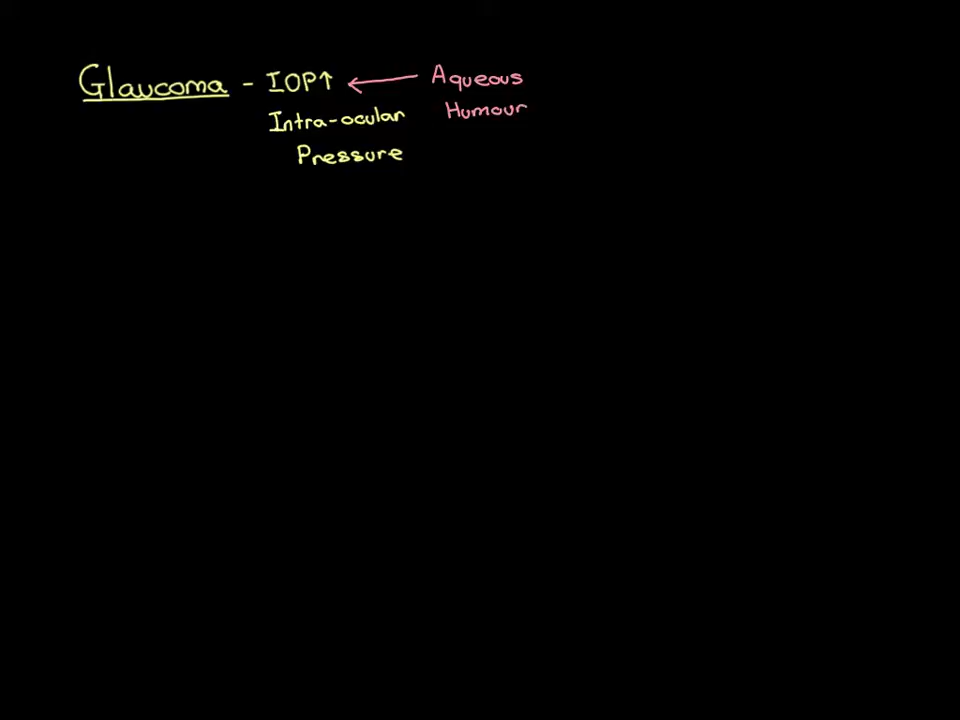 Glaucoma - IOP↑ ← Aqueous
Humour
Intra-ocular
Pressure